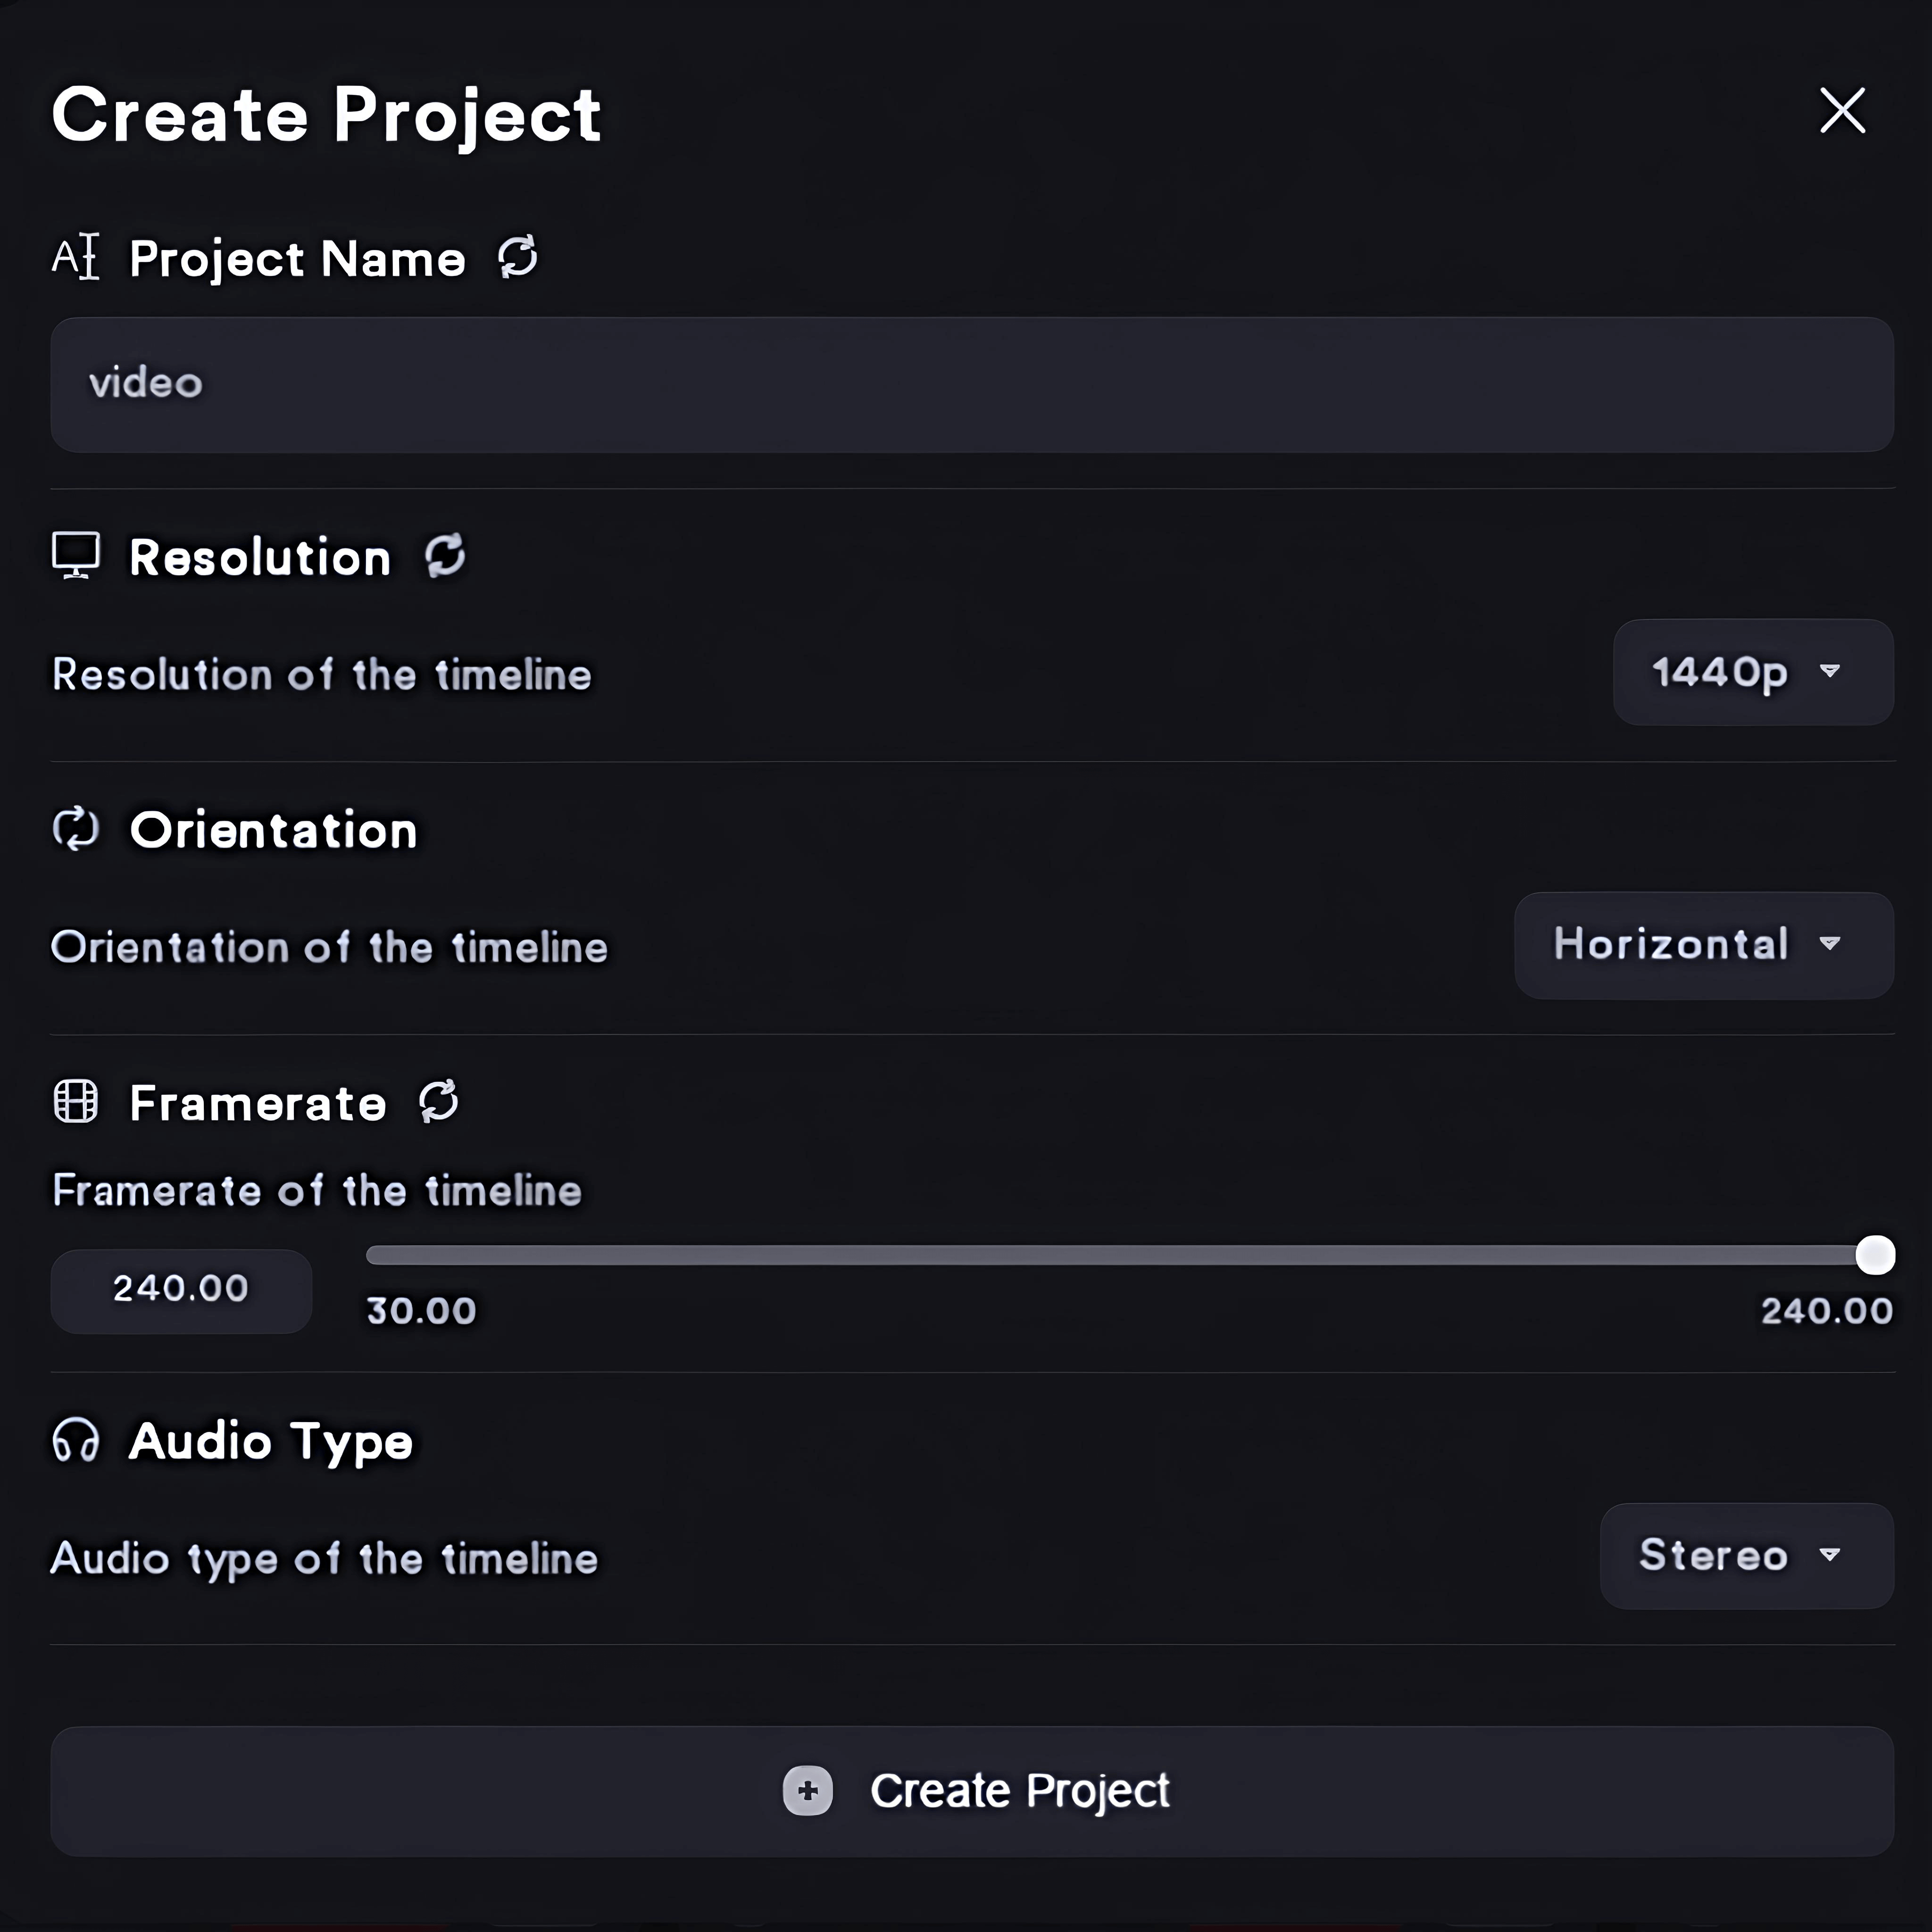 Create Project
Project Name
video
Resolution
Resolution of the timeline
1440p
Orientation
Orientation of the timeline
Horizontal
Framerate
Framerate of the timeline
240.00
30.00
240.00
Audio Type
Audio type of the timeline
Stereo
Create Project